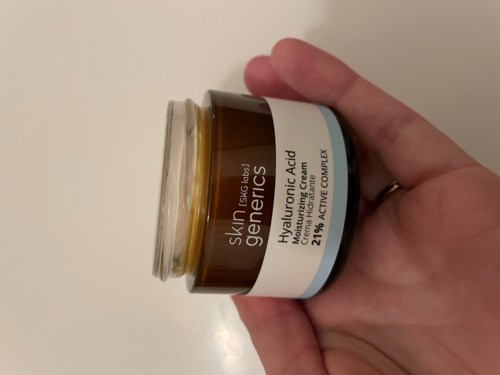 skin [SKG labs]
generics
Hyaluronic Acid
Moisturizing Cream
Crema Hidratante
21% ACTIVE COMPLEX